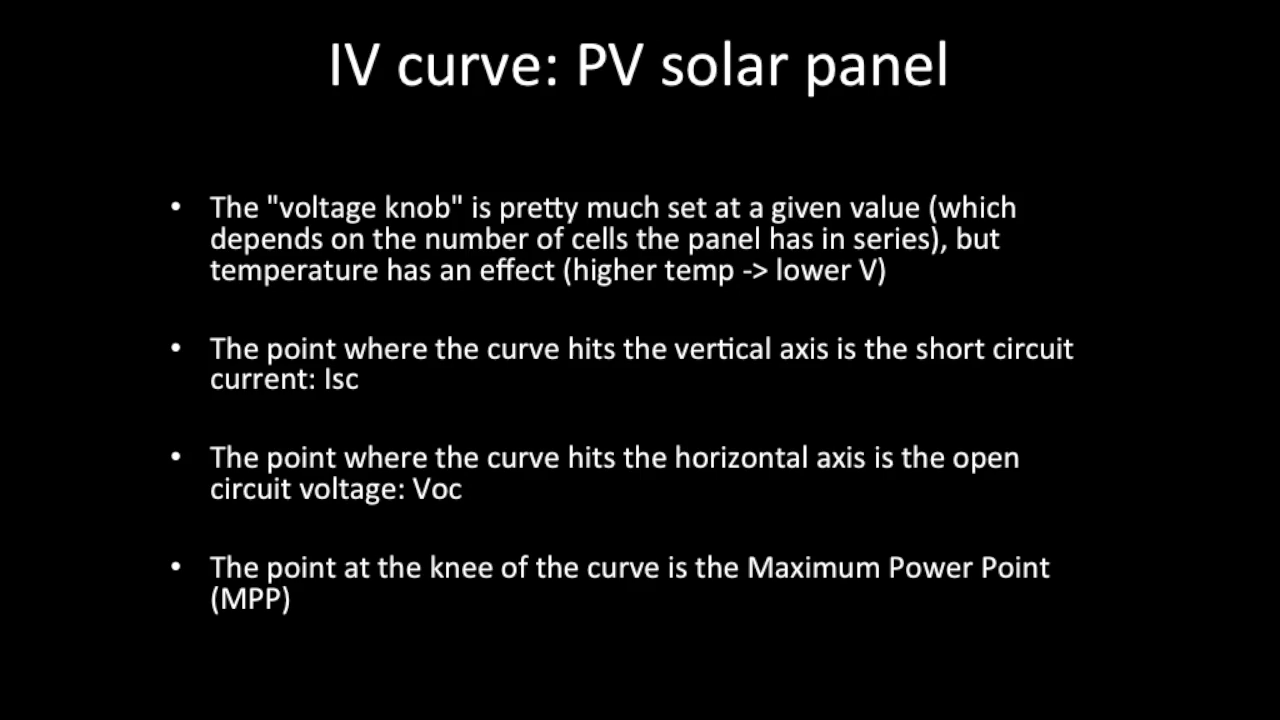 IV curve: PV solar panel
• The "voltage knob" is pretty much set at a given value (which
depends on the number of cells the panel has in series), but
temperature has an effect (higher temp -> lower V)
• The point where the curve hits the vertical axis is the short circuit
current: Isc
• The point where the curve hits the horizontal axis is the open
circuit voltage: Voc
• The point at the knee of the curve is the Maximum Power Point
(MPP)